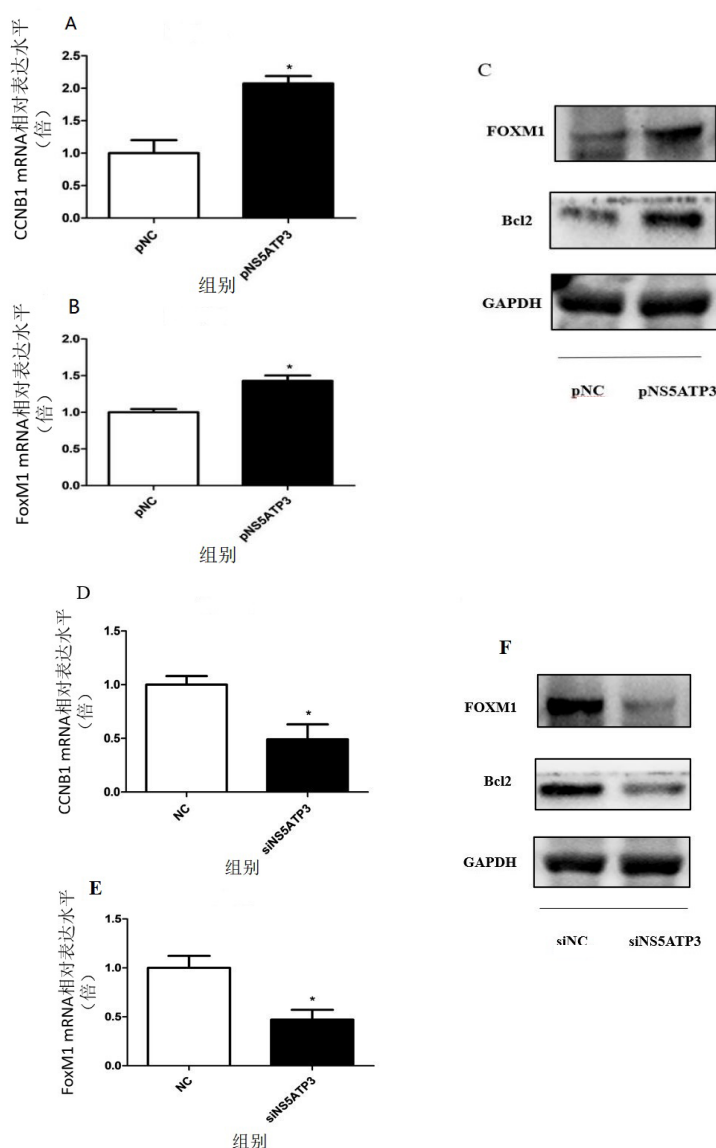 A
CCNB1 mRNA相对表达水平
（倍）
2.5
2.0
1.5
1.0
0.5
0.0
*
pNC
pNS5ATP3
组别
B
FoxM1 mRNA相对表达水平
（倍）
2.0
1.5
1.0
0.5
0.0
*
pNC
pNS5ATP3
组别
C
FOXM1
Bcl2
GAPDH
pNC pNS5ATP3
D
CCNB1 mRNA相对表达水平
（倍）
1.5
1.0
0.5
0.0
*
NC
siNS5ATP3
组别
E
FoxM1 mRNA相对表达水平
（倍）
1.5
1.0
0.5
0.0
*
NC
siNS5ATP3
组别
F
FOXM1
Bcl2
GAPDH
siNC siNS5ATP3